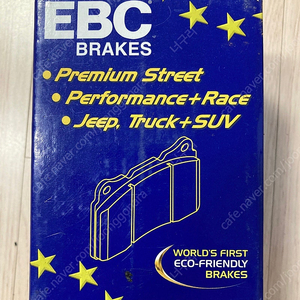 EBC
BRAKES
• Premium Street
• Performance+Race
• Jeep, Truck+SUV
WORLD'S FIRST
ECO-FRIENDLY
BRAKES